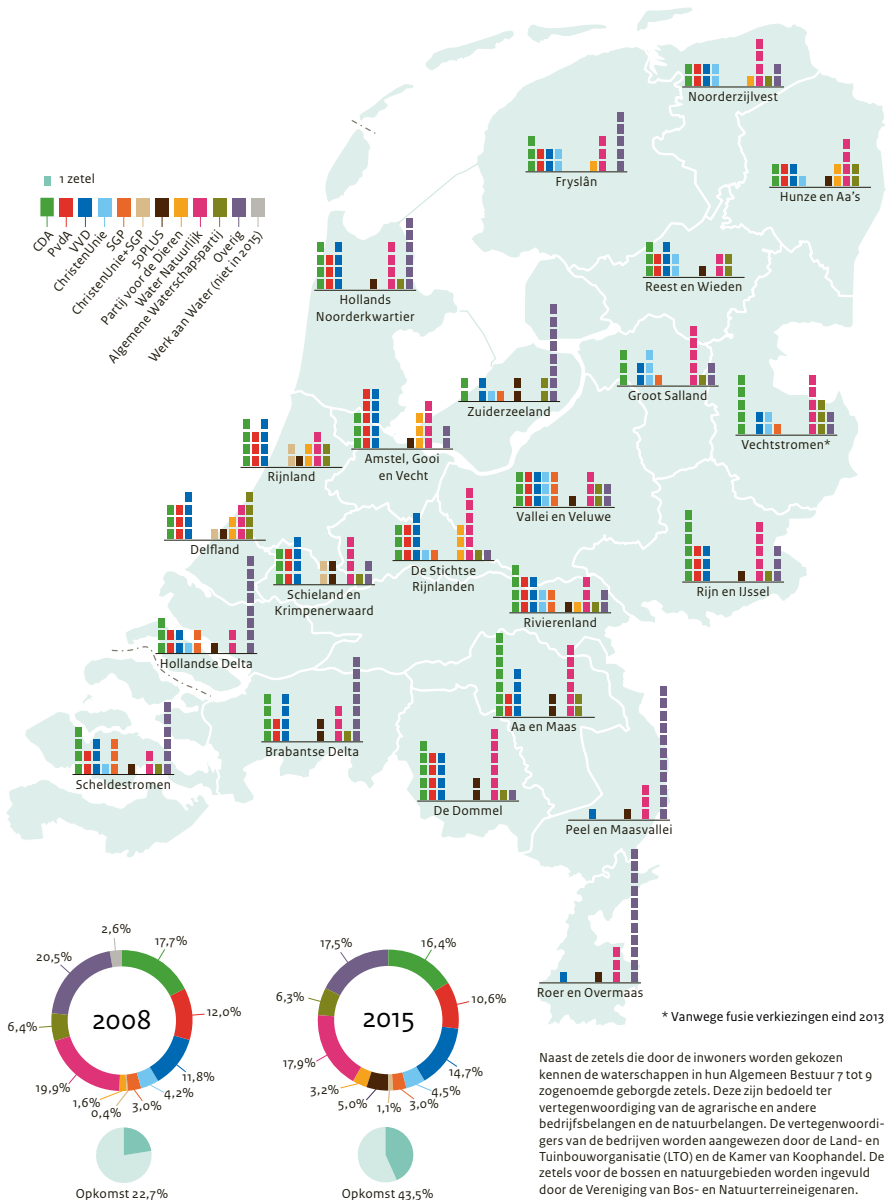 Noorderzijlvest
Fryslân
Hunze en Aa's
1 zetel
CDA
PvdA
VVD
ChristenUnie
SGP
ChristenUnie+SGP
50PLUS
Partij voor de Dieren
Water Natuurlijk
Algemene Waterschapspartij
Overig
Werk aan Water (niet in 2015)
Reest en Wieden
Hollands
Noorderkwartier
Groot Salland
Zuiderzeeland
Vechtstromen*
Amstel, Gooi
en Vecht
Rijnland
Vallei en Veluwe
Delfland
De Stichtse
Rijnlanden
Schieland en
Krimpenerwaard
Rijn en IJssel
Rivierenland
Hollandse Delta
Aa en Maas
Brabantse Delta
Scheldestromen
De Dommel
Peel en Maasvallei
Roer en Overmaas
* Vanwege fusie verkiezingen eind 2013
2008
17,7%
12,0%
11,8%
4,2%
3,0%
0,4%
1,6%
19,9%
6,4%
20,5%
2,6%
Opkomst 22,7%
2015
16,4%
10,6%
14,7%
4,5%
3,0%
1,1%
5,0%
3,2%
17,9%
6,3%
17,5%
Opkomst 43,5%
Naast de zetels die door de inwoners worden gekozen
kennen de waterschappen in hun Algemeen Bestuur 7 tot 9
zogenoemde geborgde zetels. Deze zijn bedoeld ter
vertegenwoordiging van de agrarische en andere
bedrijfsbelangen en de natuurbelangen. De vertegenwoordi-
gers van de bedrijven worden aangewezen door de Land- en
Tuinbouworganisatie (LTO) en de Kamer van Koophandel. De
zetels voor de bossen en natuurgebieden worden ingevuld
door de Vereniging van Bos- en Natuurterreineigenaren.